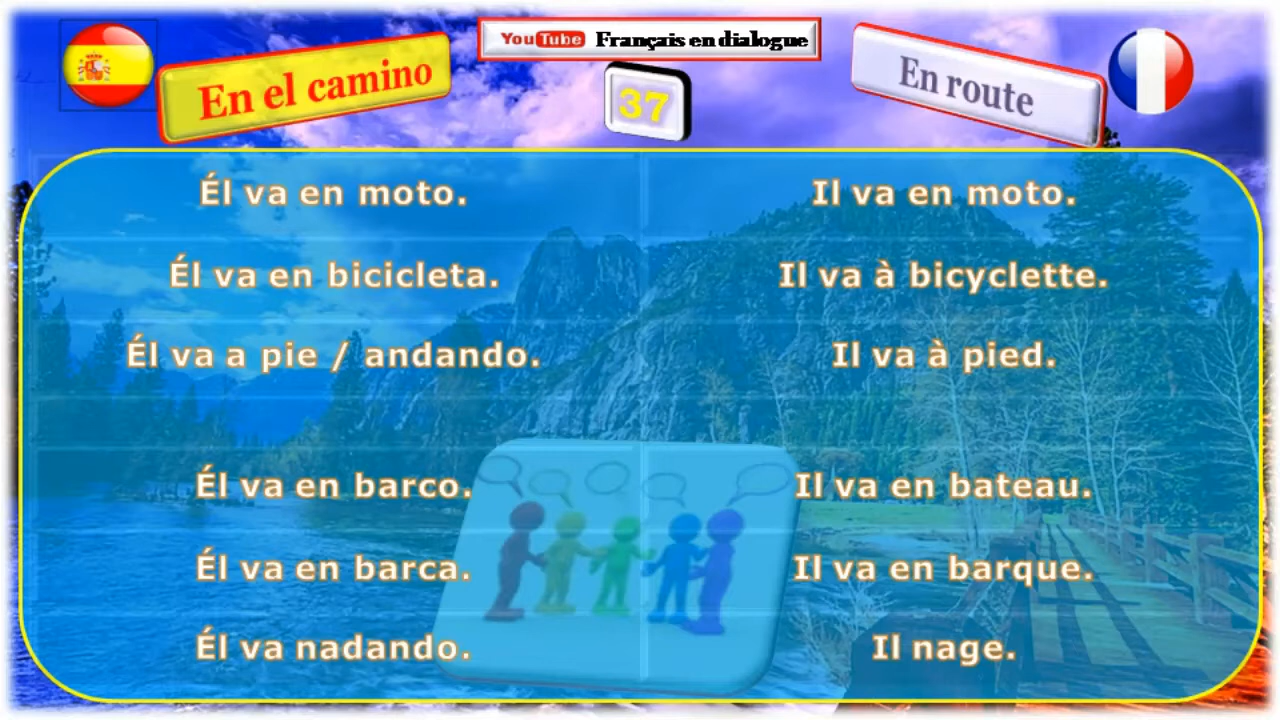 YouTube Français en dialogue
En el camino
37
En route
Él va en moto.
Il va en moto.
Él va en bicicleta.
Il va à bicyclette.
Él va a pie / andando.
Il va à pied.
Él va en barco.
Il va en bateau.
Él va en barca.
Il va en barque.
Él va nadando.
Il nage.